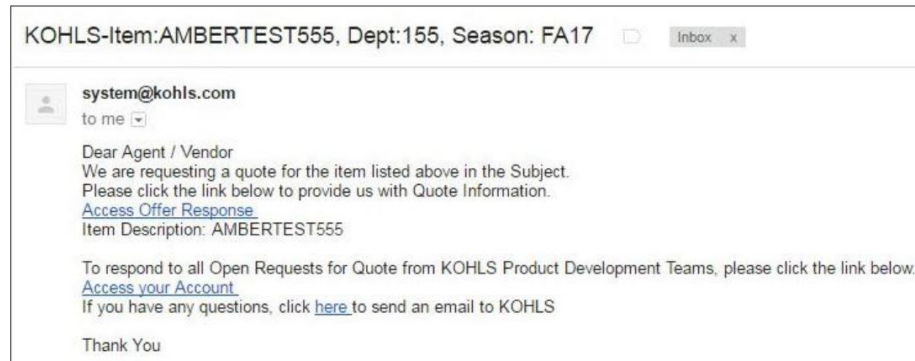 KOHLS-Item:AMBERTEST555, Dept:155, Season: FA17 Inbox x
system@kohls.com
to me
Dear Agent / Vendor
We are requesting a quote for the item listed above in the Subject.
Please click the link below to provide us with Quote Information.
Access Offer Response
Item Description: AMBERTEST555
To respond to all Open Requests for Quote from KOHLS Product Development Teams, please click the link below.
Access your Account
If you have any questions, click here to send an email to KOHLS
Thank You